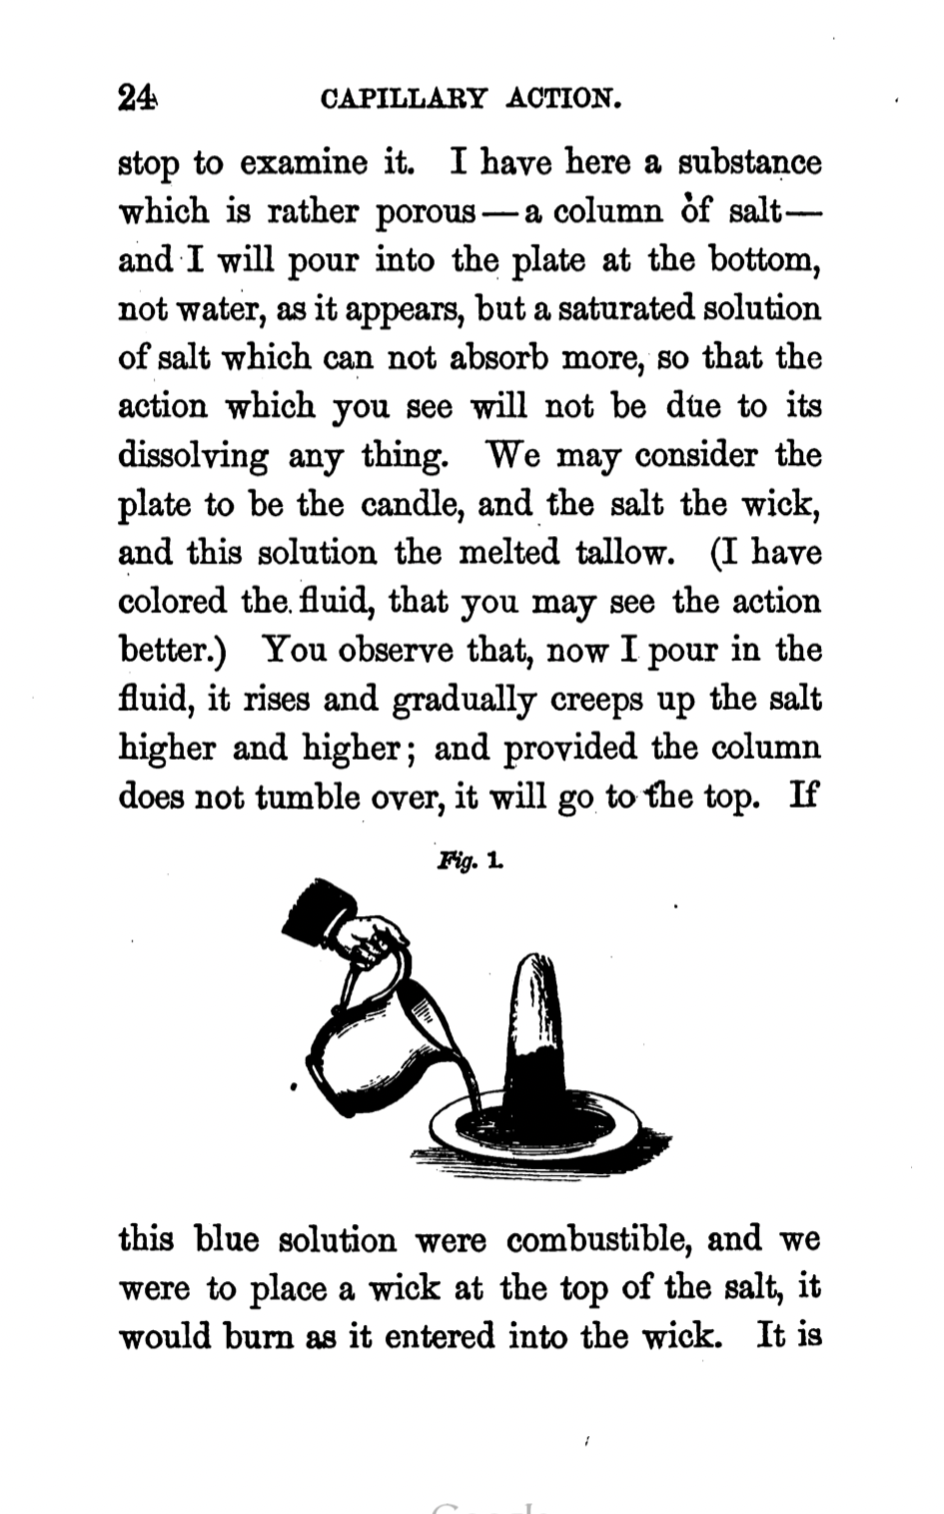 24 CAPILLARY ACTION.
stop to examine it. I have here a substance
which is rather porous—a column of salt—
and I will pour into the plate at the bottom,
not water, as it appears, but a saturated solution
of salt which can not absorb more, so that the
action which you see will not be due to its
dissolving any thing. We may consider the
plate to be the candle, and the salt the wick,
and this solution the melted tallow. (I have
colored the fluid, that you may see the action
better.) You observe that, now I pour in the
fluid, it rises and gradually creeps up the salt
higher and higher; and provided the column
does not tumble over, it will go to the top. If
Fig. 1.
this blue solution were combustible, and we
were to place a wick at the top of the salt, it
would burn as it entered into the wick. It is